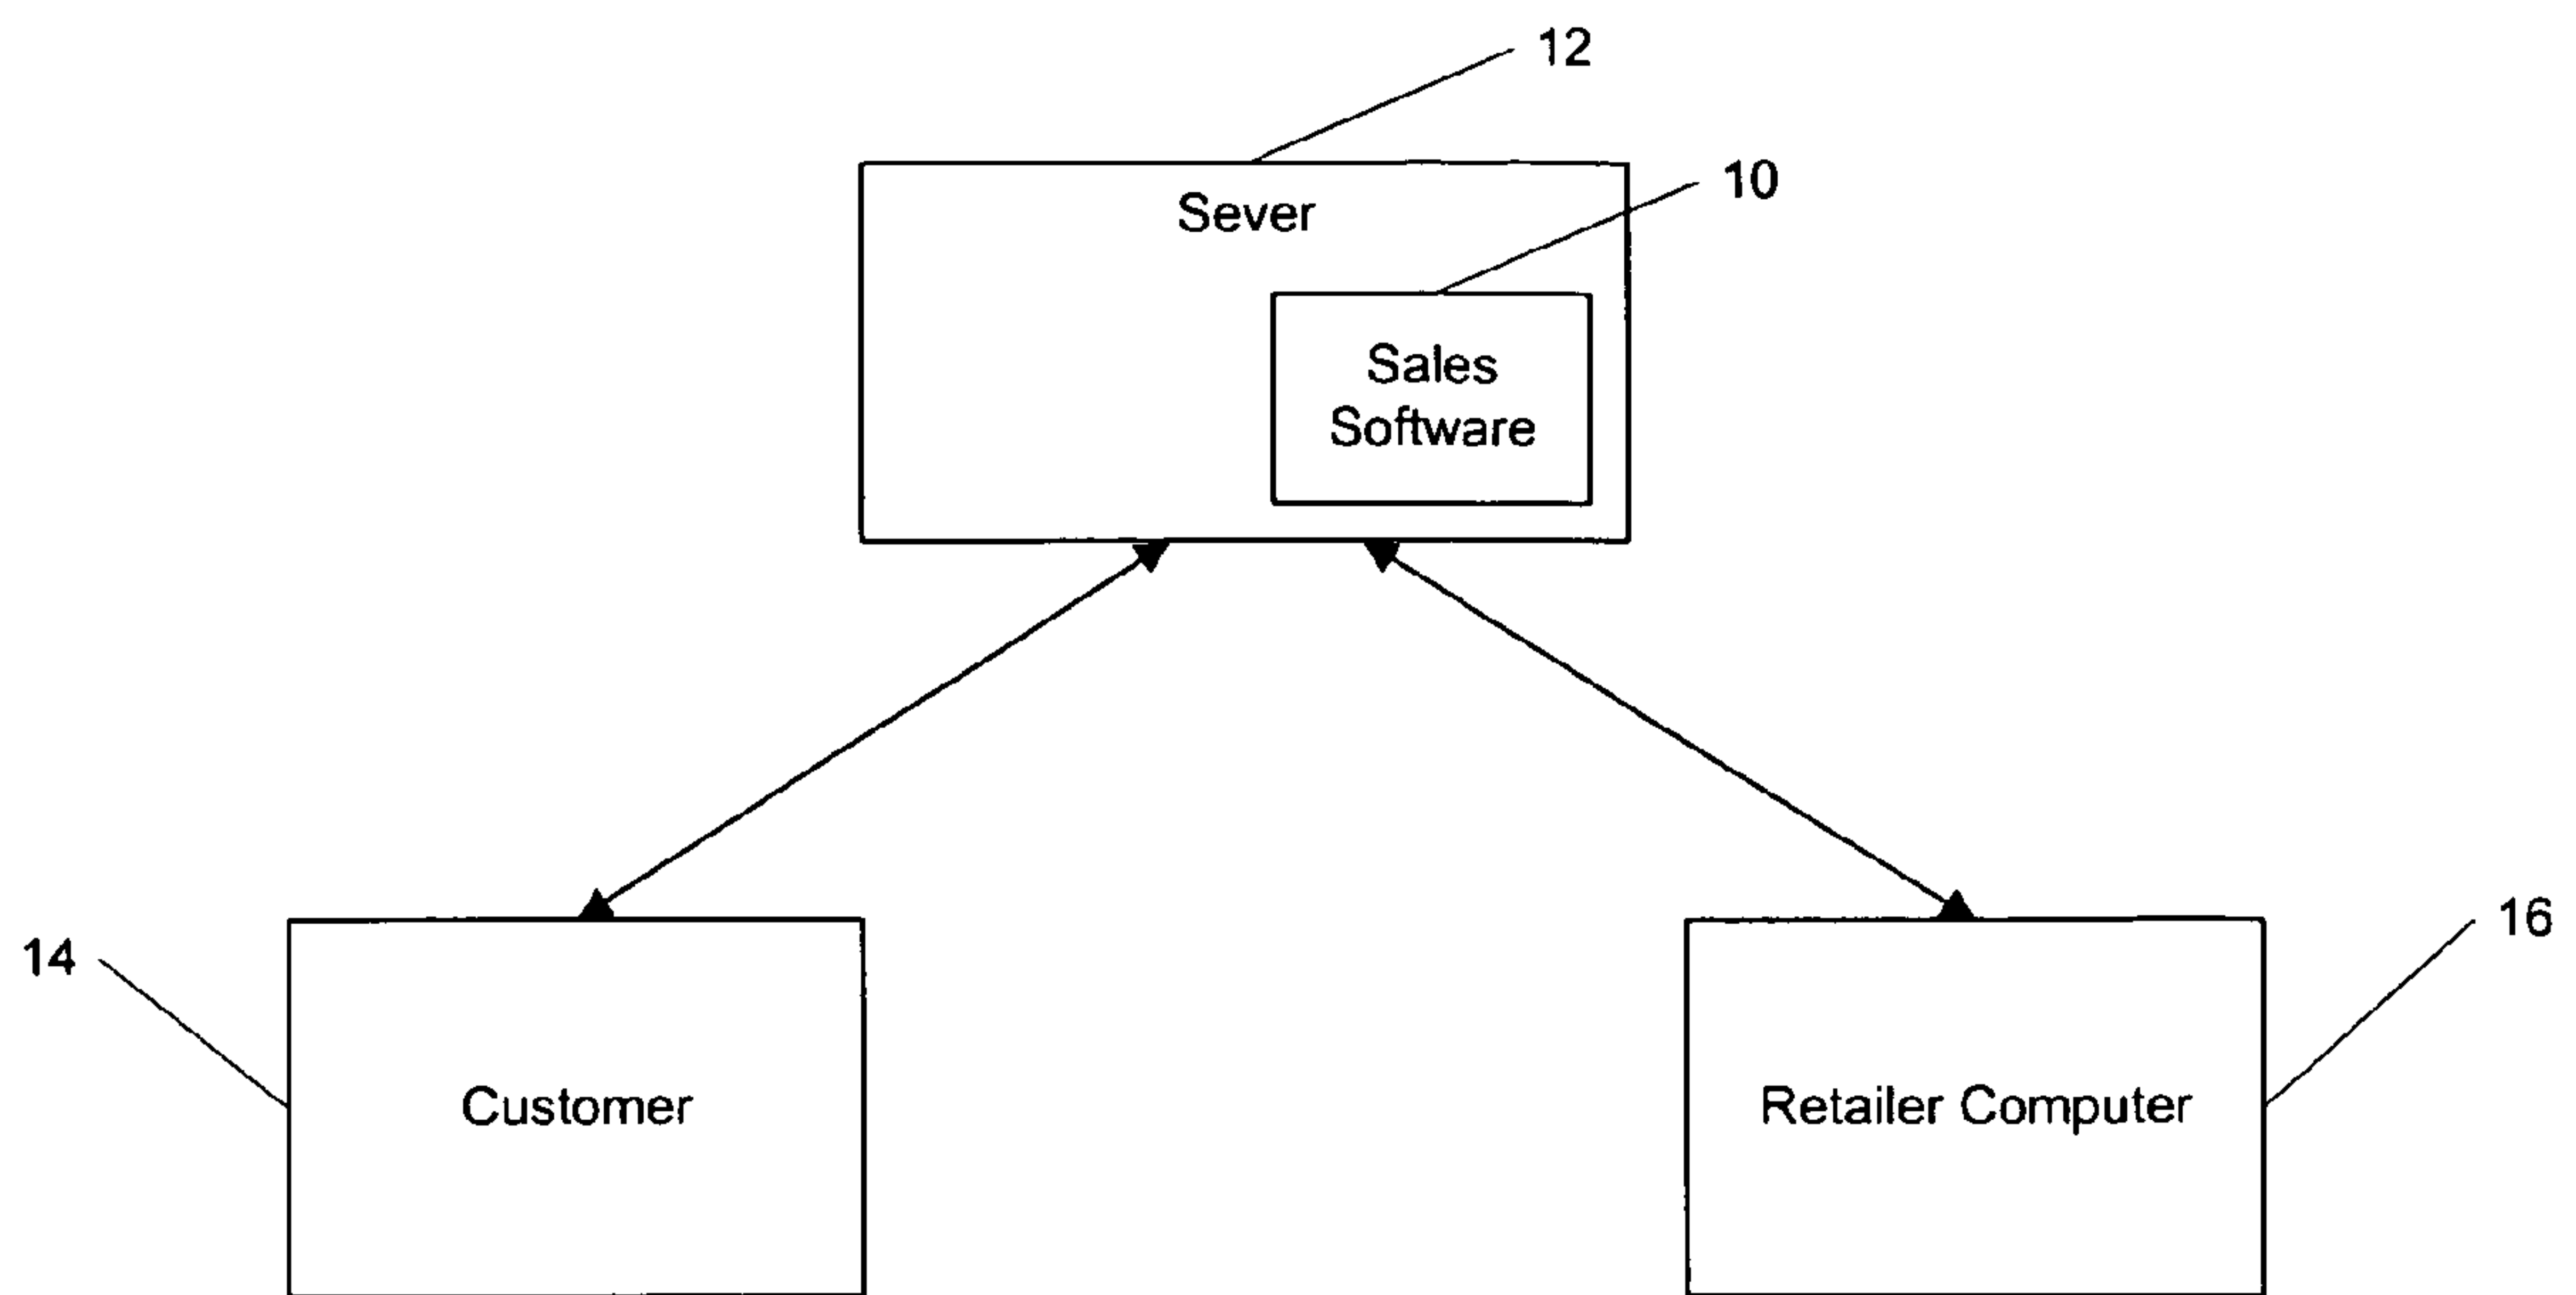 12
10
Sever
Sales
Software
14
16
Customer
Retailer Computer